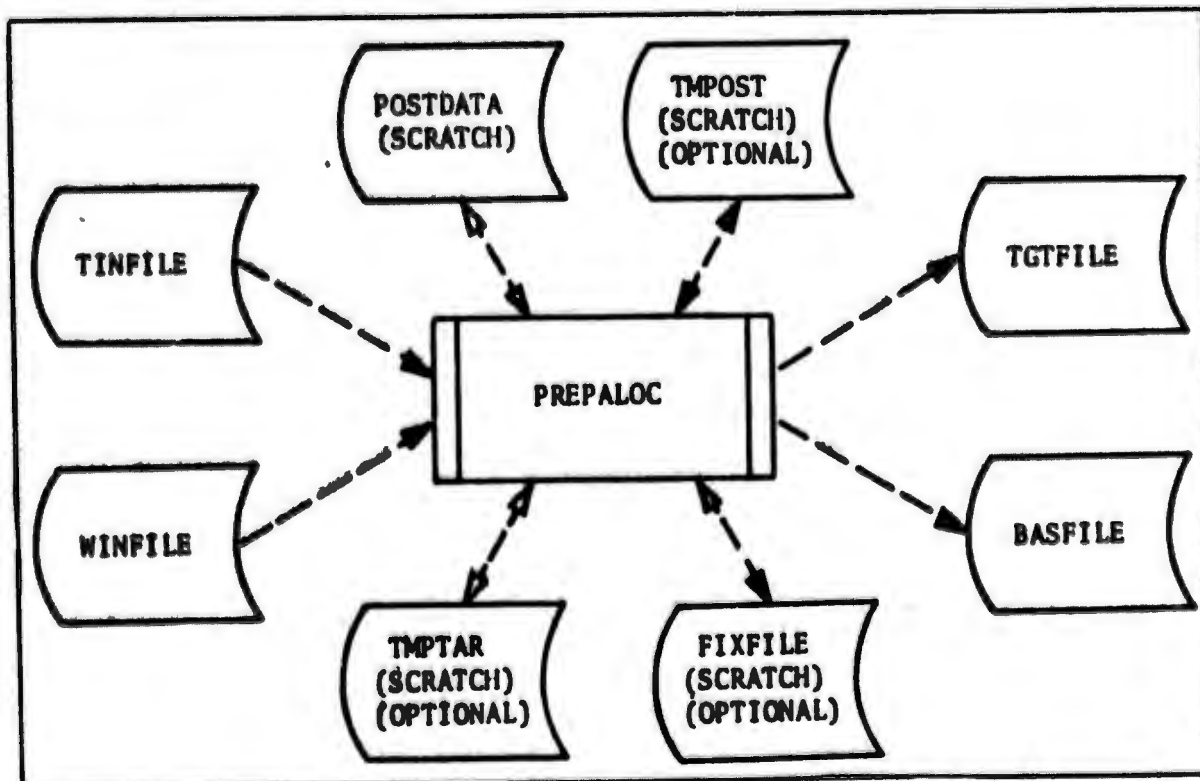 POSTDATA
(SCRATCH)
TMPOST
(SCRATCH)
(OPTIONAL)
TINFILE
TGTFILE
PREPALOC
WINFILE
BASFILE
TMPTAR
(SCRATCH)
(OPTIONAL)
FIXFILE
(SCRATCH)
(OPTIONAL)